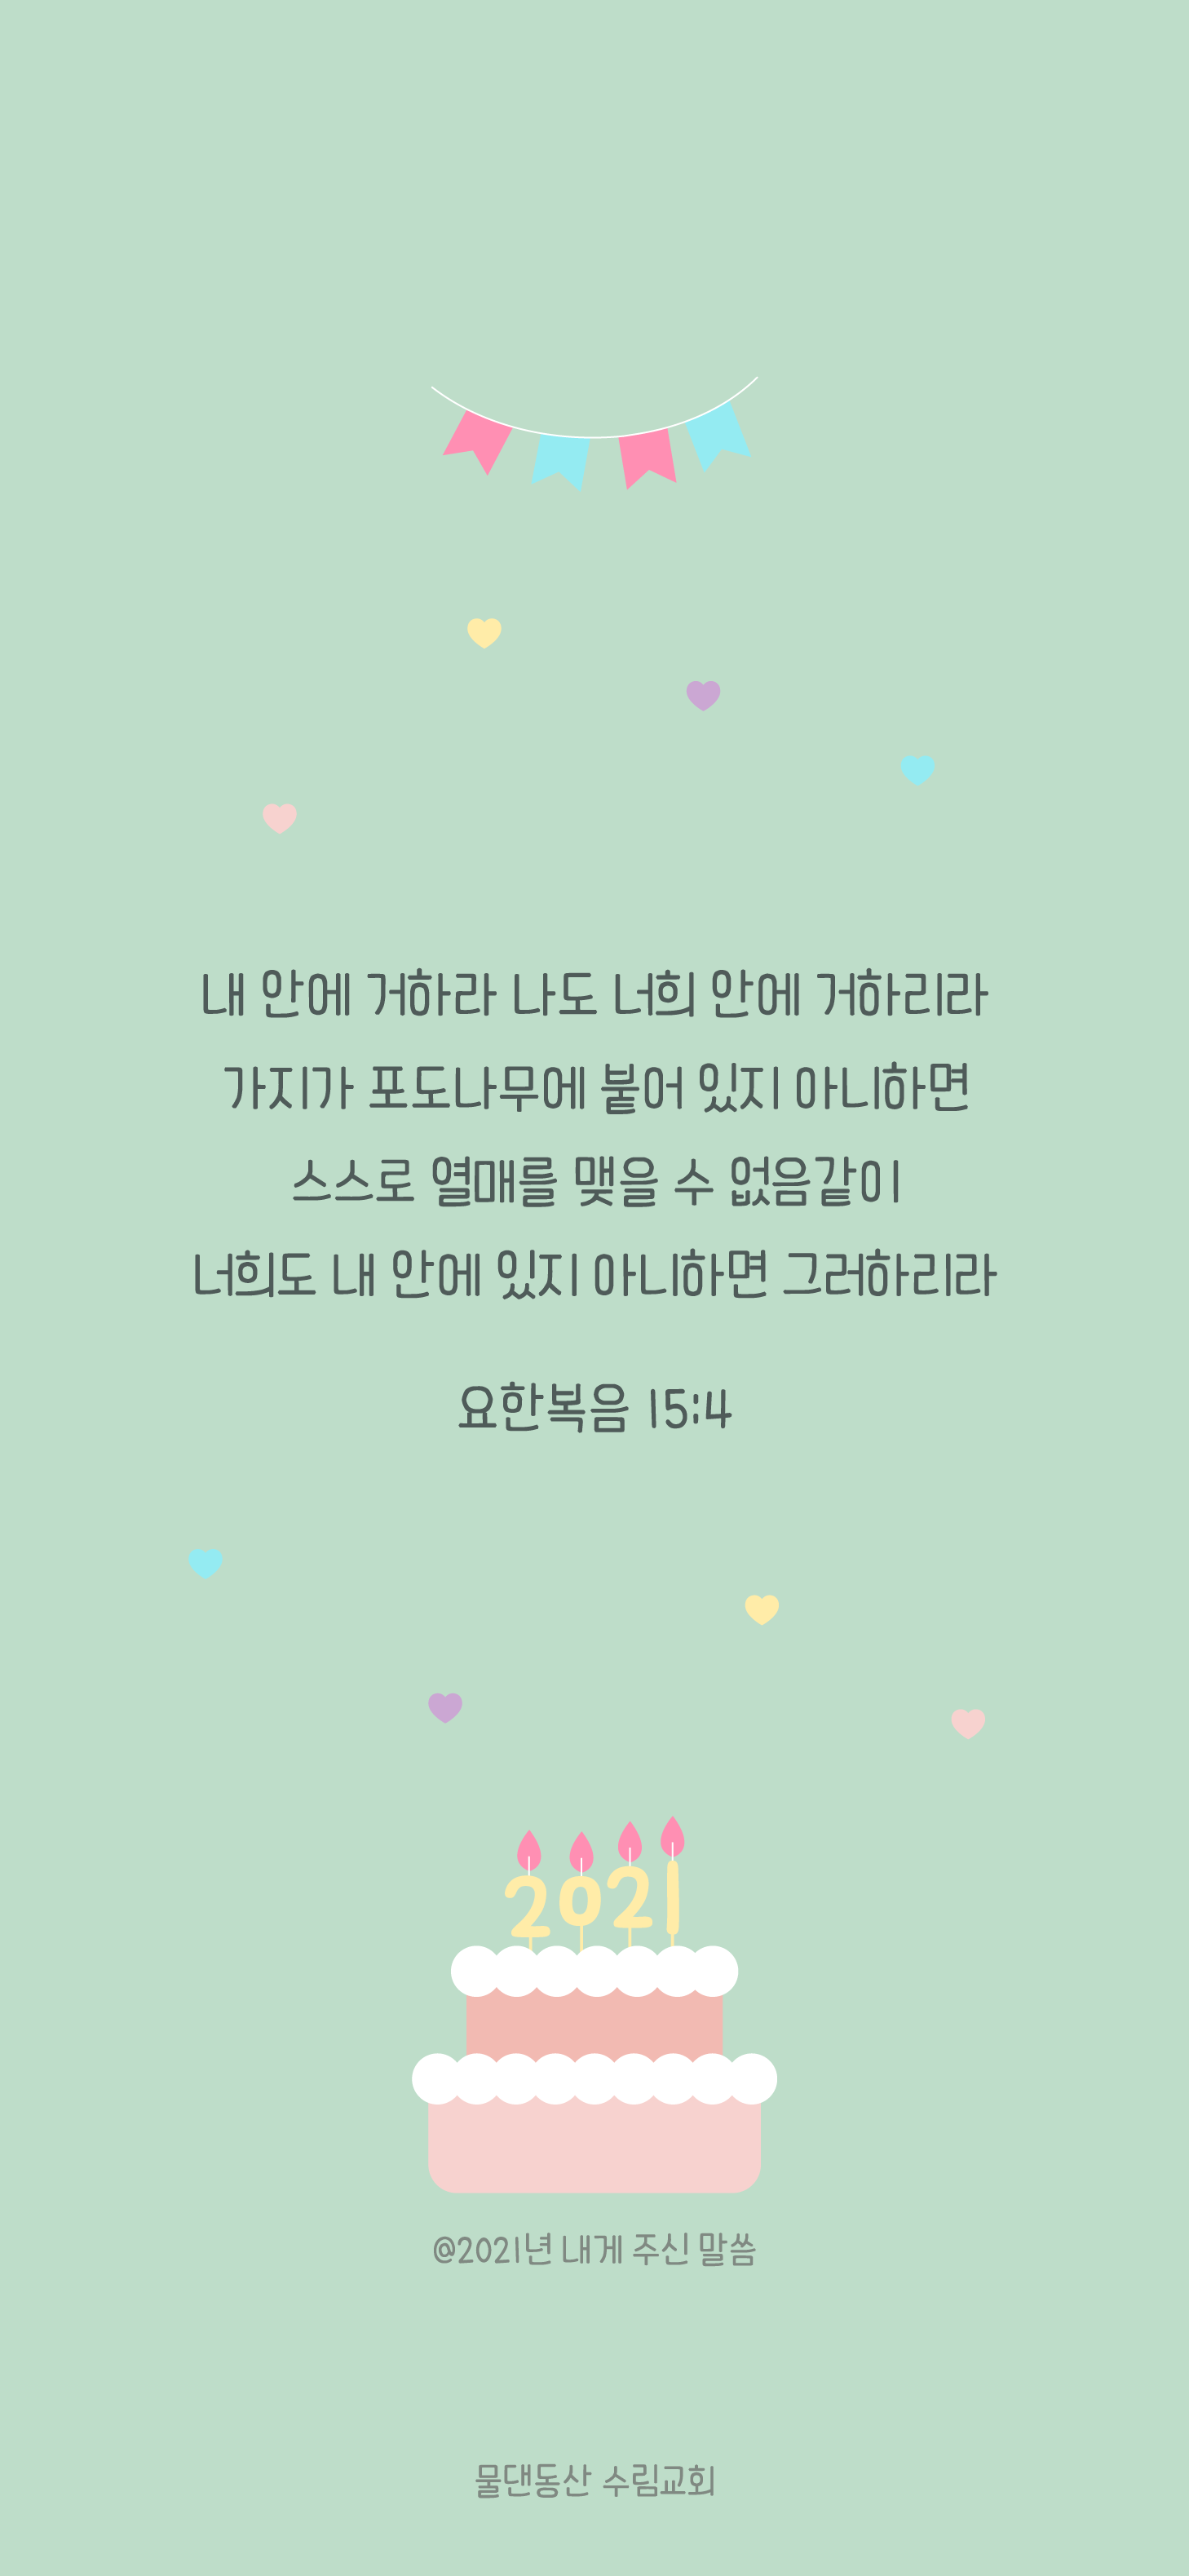 내 안에 거하라 나도 너희 안에 거하리라
가지가 포도나무에 붙어 있지 아니하면
스스로 열매를 맺을 수 없음같이
너희도 내 안에 있지 아니하면 그러하리라
요한복음 15:4
2021
@2021년 내게 주신 말씀
물댄동산 수림교회